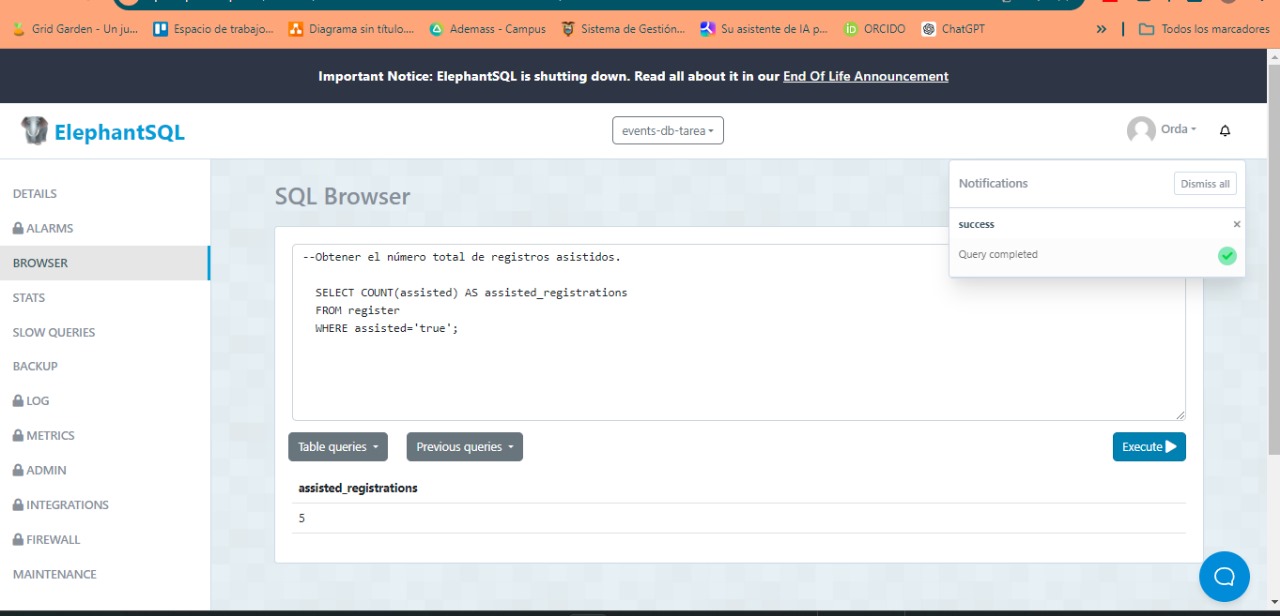 Grid Garden - Un ju...
Espacio de trabajo...
Diagrama sin título....
Ademass - Campus
Sistema de Gestión...
Su asistente de IA p...
ORCIDO
ChatGPT
»
Todos los marcadores
Important Notice: ElephantSQL is shutting down. Read all about it in our End Of Life Announcement
ElephantSQL
events-db-tarea
Orda
DETAILS
ALARMS
BROWSER
STATS
SLOW QUERIES
BACKUP
LOG
METRICS
ADMIN
INTEGRATIONS
FIREWALL
MAINTENANCE
SQL Browser
Notifications
Dismiss all
success
×
Query completed
--Obtener el número total de registros asistidos.
SELECT COUNT(assisted) AS assisted_registrations
FROM register
WHERE assisted='true';
Table queries
Previous queries
Execute
assisted_registrations
5